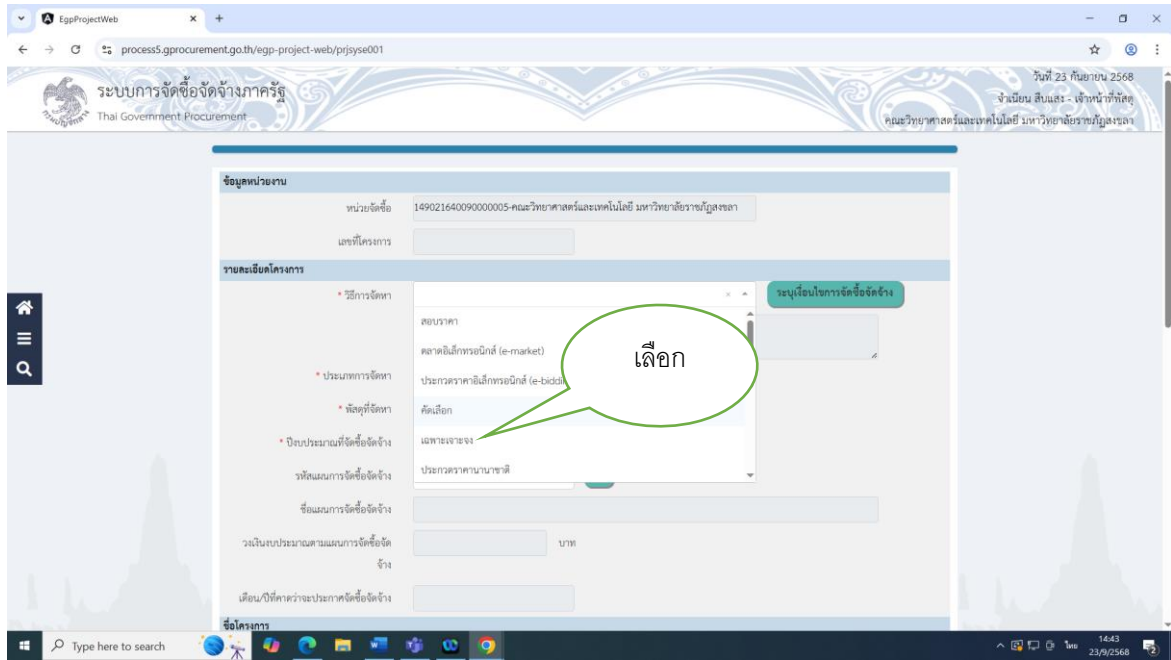 EgpProjectWeb
process5.gprocurement.go.th/egp-project-web/prjsyse001
ระบบการจัดซื้อจัดจ้างภาครัฐ
Thai Government Procurement
วันที่ 23 กันยายน 2568
จำเนียน สืบแสง - เจ้าหน้าที่พัสดุ
คณะวิทยาศาสตร์และเทคโนโลยี มหาวิทยาลัยราชภัฏสงขลา
ข้อมูลหน่วยงาน
หน่วยจัดซื้อ 149021640090000005-คณะวิทยาศาสตร์และเทคโนโลยี มหาวิทยาลัยราชภัฏสงขลา
เลขที่โครงการ
รายละเอียดโครงการ
* วิธีการจัดหา
ระบุเงื่อนไขการจัดซื้อจัดจ้าง
สอบราคา
ตลาดอิเล็กทรอนิกส์ (e-market)
เลือก
* ประเภทการจัดหา
ประกวดราคาอิเล็กทรอนิกส์ (e-biddi
* พัสดุที่จัดหา
คัดเลือก
* ปีงบประมาณที่จัดซื้อจัดจ้าง
เฉพาะเจาะจง
รหัสแผนการจัดซื้อจัดจ้าง
ประกวดราคานานาชาติ
ชื่อแผนการจัดซื้อจัดจ้าง
วงเงินงบประมาณตามแผนการจัดซื้อจัด
จ้าง
บาท
เดือน/ปีที่คาดว่าจะประกาศจัดซื้อจัดจ้าง
ชื่อโครงการ
Type here to search
ไทย
14:43
23/9/2568